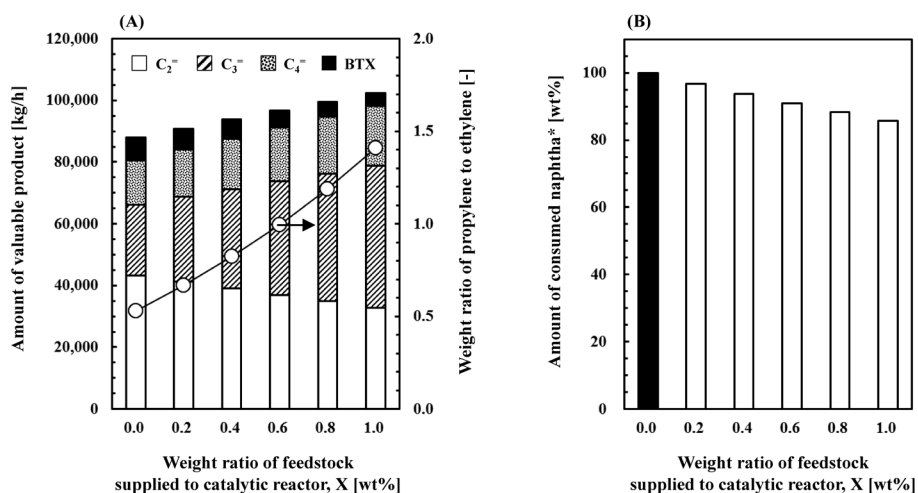 (A)
Amount of valuable product [kg/h]
120,000
100,000
80,000
60,000
40,000
20,000
0
C₂⁼ C₃⁼ C₄⁼ BTX
2.0
1.5
1.0
0.5
0.0
Weight ratio of propylene to ethylene [-]
0.0 0.2 0.4 0.6 0.8 1.0
Weight ratio of feedstock
supplied to catalytic reactor, X [wt%]
(B)
Amount of consumed naphtha* [wt%]
100
80
60
40
20
0
0.0 0.2 0.4 0.6 0.8 1.0
Weight ratio of feedstock
supplied to catalytic reactor, X [wt%]